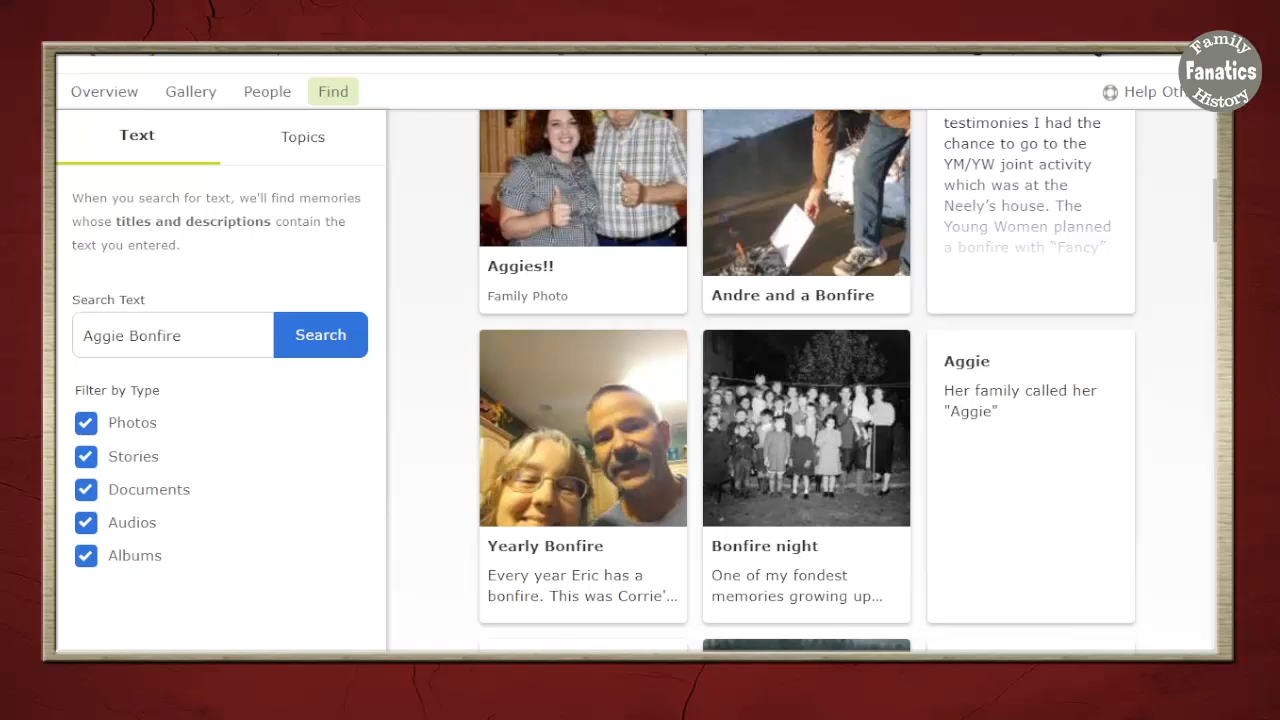 Family
Fanatics
History
Overview
Gallery
People
Find
Help
Text
Topics
When you search for text, we'll find memories
whose titles and descriptions contain the
text you entered.
Search Text
Aggie Bonfire
Search
Filter by Type
Photos
Stories
Documents
Audios
Albums
Aggies!!
Family Photo
Andre and a Bonfire
testimonies I had the
chance to go to the
YM/YW joint activity
which was at the
Neely’s house. The
Young Women planned
a bonfire with “Fancy”
Yearly Bonfire
Every year Eric has a
bonfire. This was Corrie'...
Bonfire night
One of my fondest
memories growing up...
Aggie
Her family called her
"Aggie"